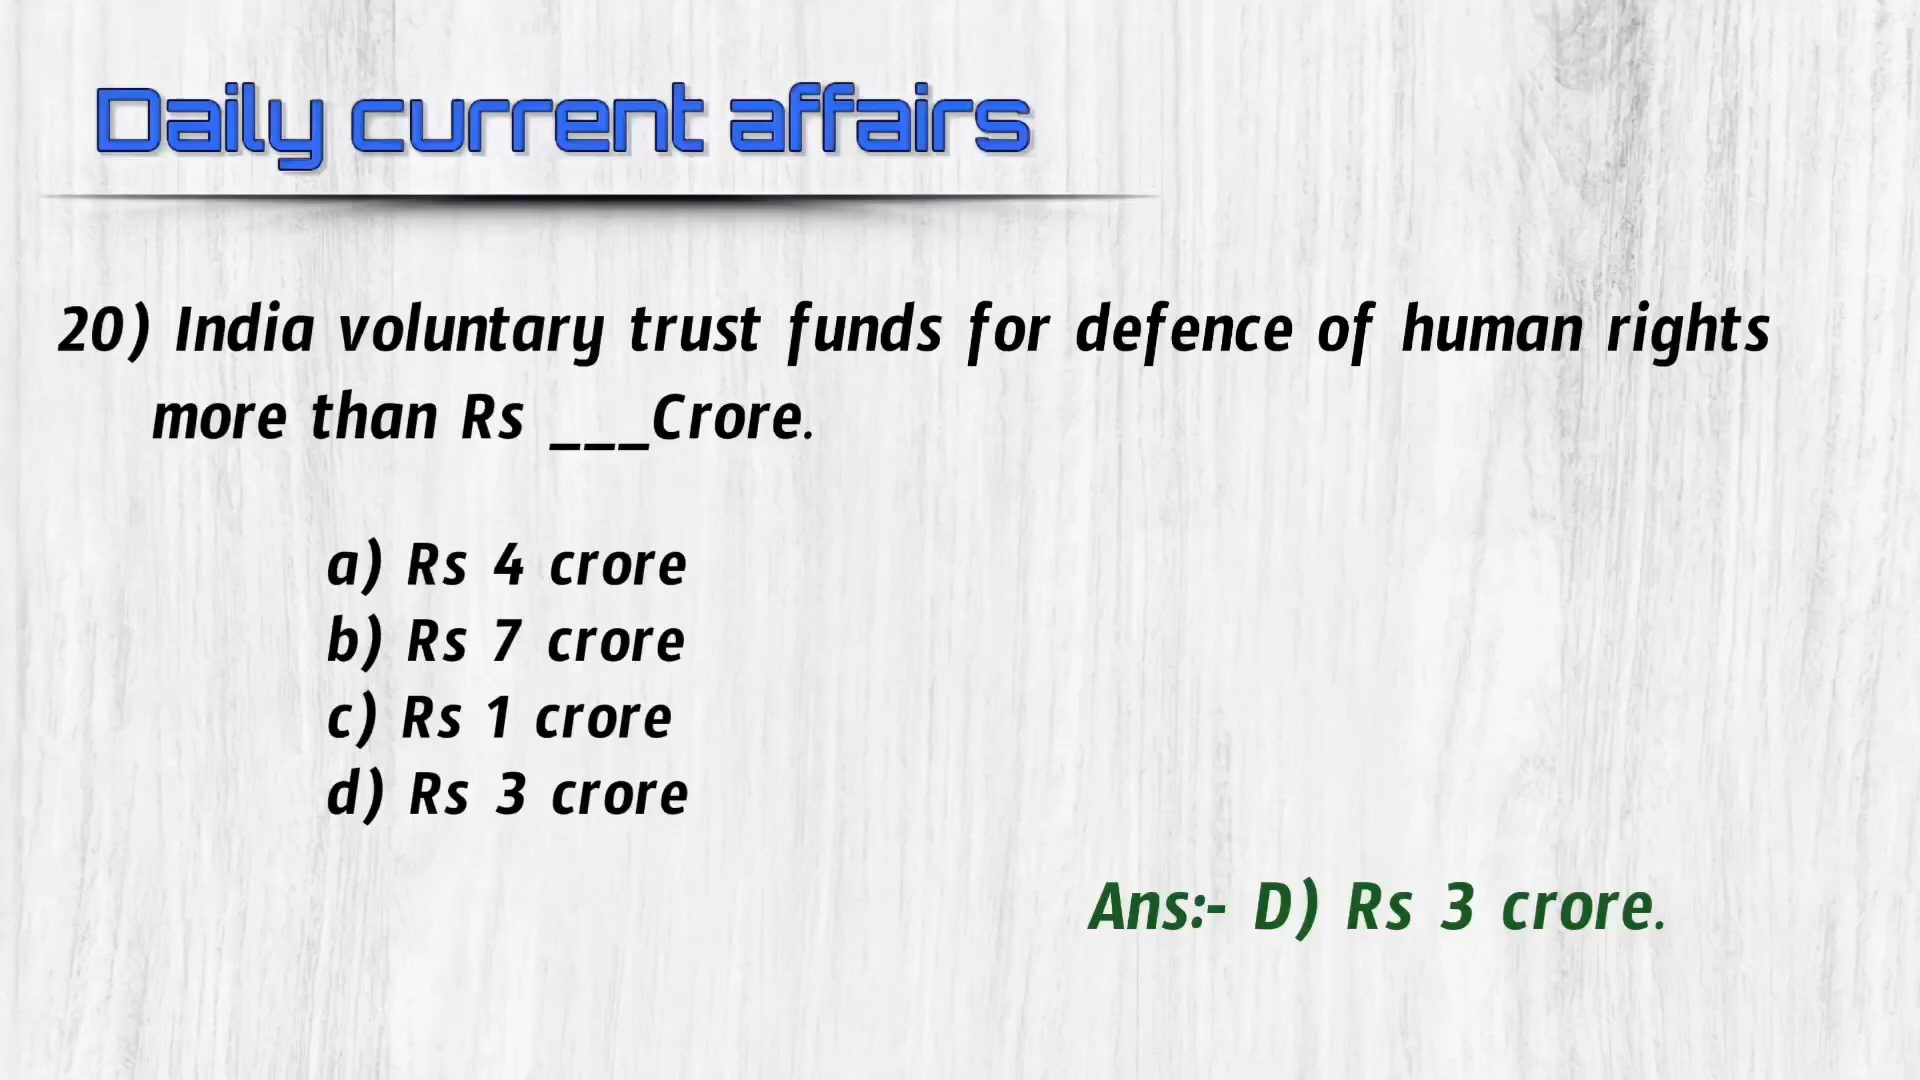 Daily current affairs
20) India voluntary trust funds for defence of human rights
more than Rs ___Crore.
a) Rs 4 crore
b) Rs 7 crore
c) Rs 1 crore
d) Rs 3 crore
Ans:- D) Rs 3 crore.